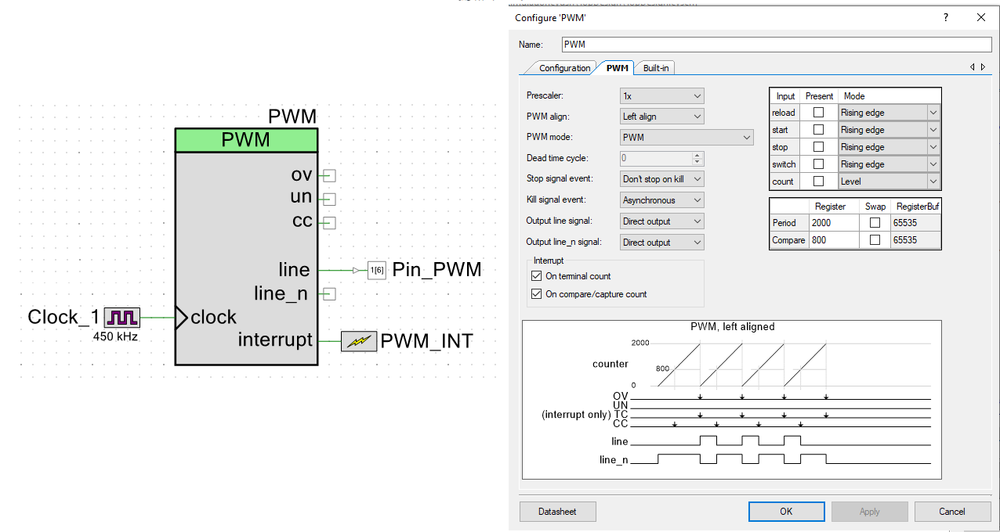 PWM
PWM
ov
un
cc
line
1[6]
Pin_PWM
line_n
Clock_1
clock
450 kHz
interrupt
PWM_INT
Configure 'PWM'
?
Name:
PWM
Configuration
PWM
Built-in
Prescaler:
1x
PWM align:
Left align
PWM mode:
PWM
Dead time cycle:
0
Stop signal event:
Don't stop on kill
Kill signal event:
Asynchronous
Output line signal:
Direct output
Output line_n signal:
Direct output
Interrupt
On terminal count
On compare/capture count
Input Present Mode
reload Rising edge
start Rising edge
stop Rising edge
switch Rising edge
count Level
Register Swap RegisterBuf
Period 2000 65535
Compare 800 65535
PWM, left aligned
2000
counter
800
0
OV
UN
(interrupt only) TC
CC
line
line_n
Datasheet
OK
Apply
Cancel